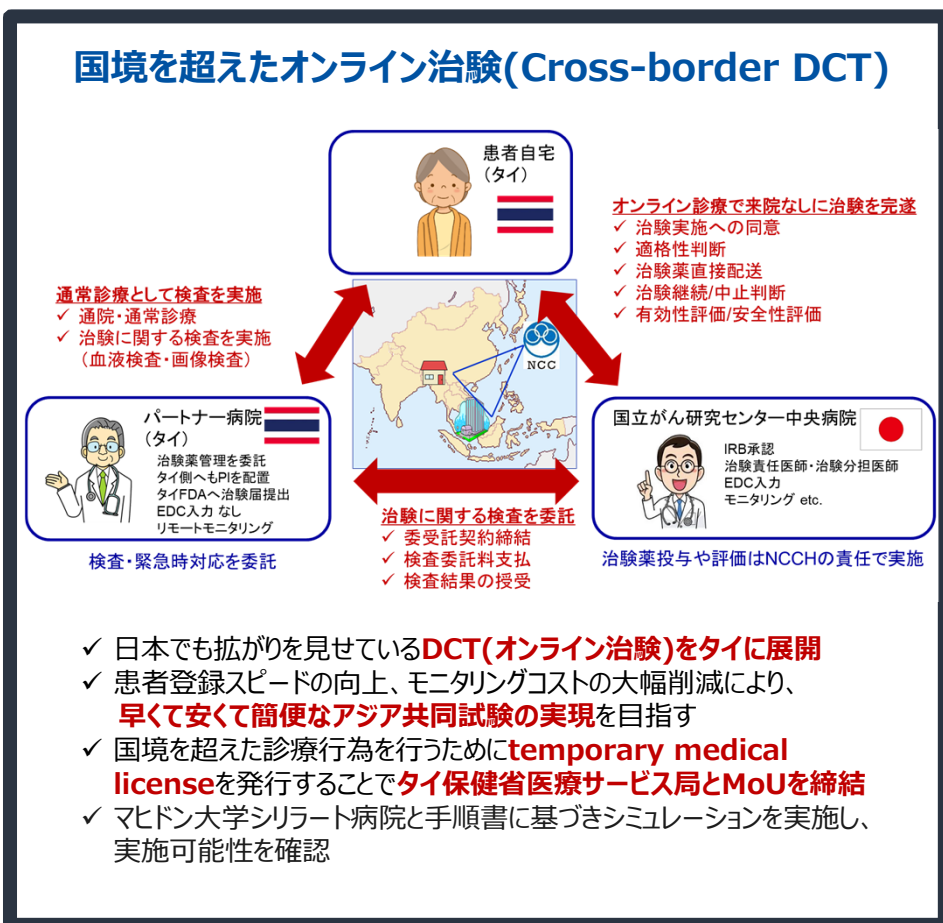 国境を超えたオンライン治験(Cross-border DCT)
患者自宅
(タイ)
オンライン診療で来院なしに治験を完遂
✓ 治験実施への同意
✓ 適格性判断
✓ 治験薬直接配送
✓ 治験継続/中止判断
✓ 有効性評価/安全性評価
通常診療として検査を実施
✓ 通院・通常診療
✓ 治験に関する検査を実施
(血液検査・画像検査)
NCC
パートナー病院
(タイ)
治験薬管理を委託
タイ側へもPIを配置
タイFDAへ治験届提出
EDC入力 なし
リモートモニタリング
検査・緊急時対応を委託
治験に関する検査を委託
✓ 委受託契約締結
✓ 検査委託料支払
✓ 検査結果の授受
国立がん研究センター中央病院
IRB承認
治験責任医師・治験分担医師
EDC入力
モニタリング etc.
治験薬投与や評価はNCCHの責任で実施
✓ 日本でも拡がりを見せているDCT(オンライン治験)をタイに展開
✓ 患者登録スピードの向上、モニタリングコストの大幅削減により、
早くて安くて簡便なアジア共同試験の実現を目指す
✓ 国境を超えた診療行為を行うためにtemporary medical
licenseを発行することでタイ保健省医療サービス局とMoUを締結
✓ マヒドン大学シリラート病院と手順書に基づきシミュレーションを実施し、
実施可能性を確認